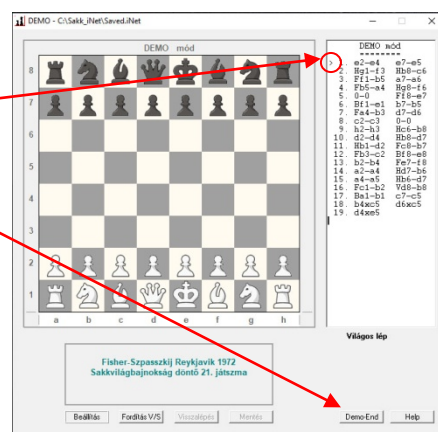 DEMO - C:\Sakk_iNet\Saved.iNet
DEMO mód
8
7
6
5
4
3
2
1
a b c d e f g h
DEMO mód
--------
> 1. e2-e4 e7-e5
2. Hg1-f3 Hb8-c6
3. Ff1-b5 a7-a6
4. Fb5-a4 Hg8-f6
5. 0-0 Ff8-e7
6. Bf1-e1 b7-b5
7. Fa4-b3 d7-d6
8. c2-c3 0-0
9. h2-h3 Hc6-b8
10. d2-d4 Hb8-d7
11. Hb1-d2 Fc8-b7
12. Fb3-c2 Bf8-e8
13. b2-b4 Fe7-f8
14. a2-a4 Hd7-b6
15. a4-a5 Hb6-d7
16. Fc1-b2 Vd8-b8
17. Ba1-b1 c7-c5
18. b4xc5 d6xc5
19. d4xe5
Világos lép
Fisher-Szpasszkij Reykjavik 1972
Sakkvilágbajnokság döntő 21. játszma
Beállítás Fordítás V/S Visszalépés Mentés Demo-End Help